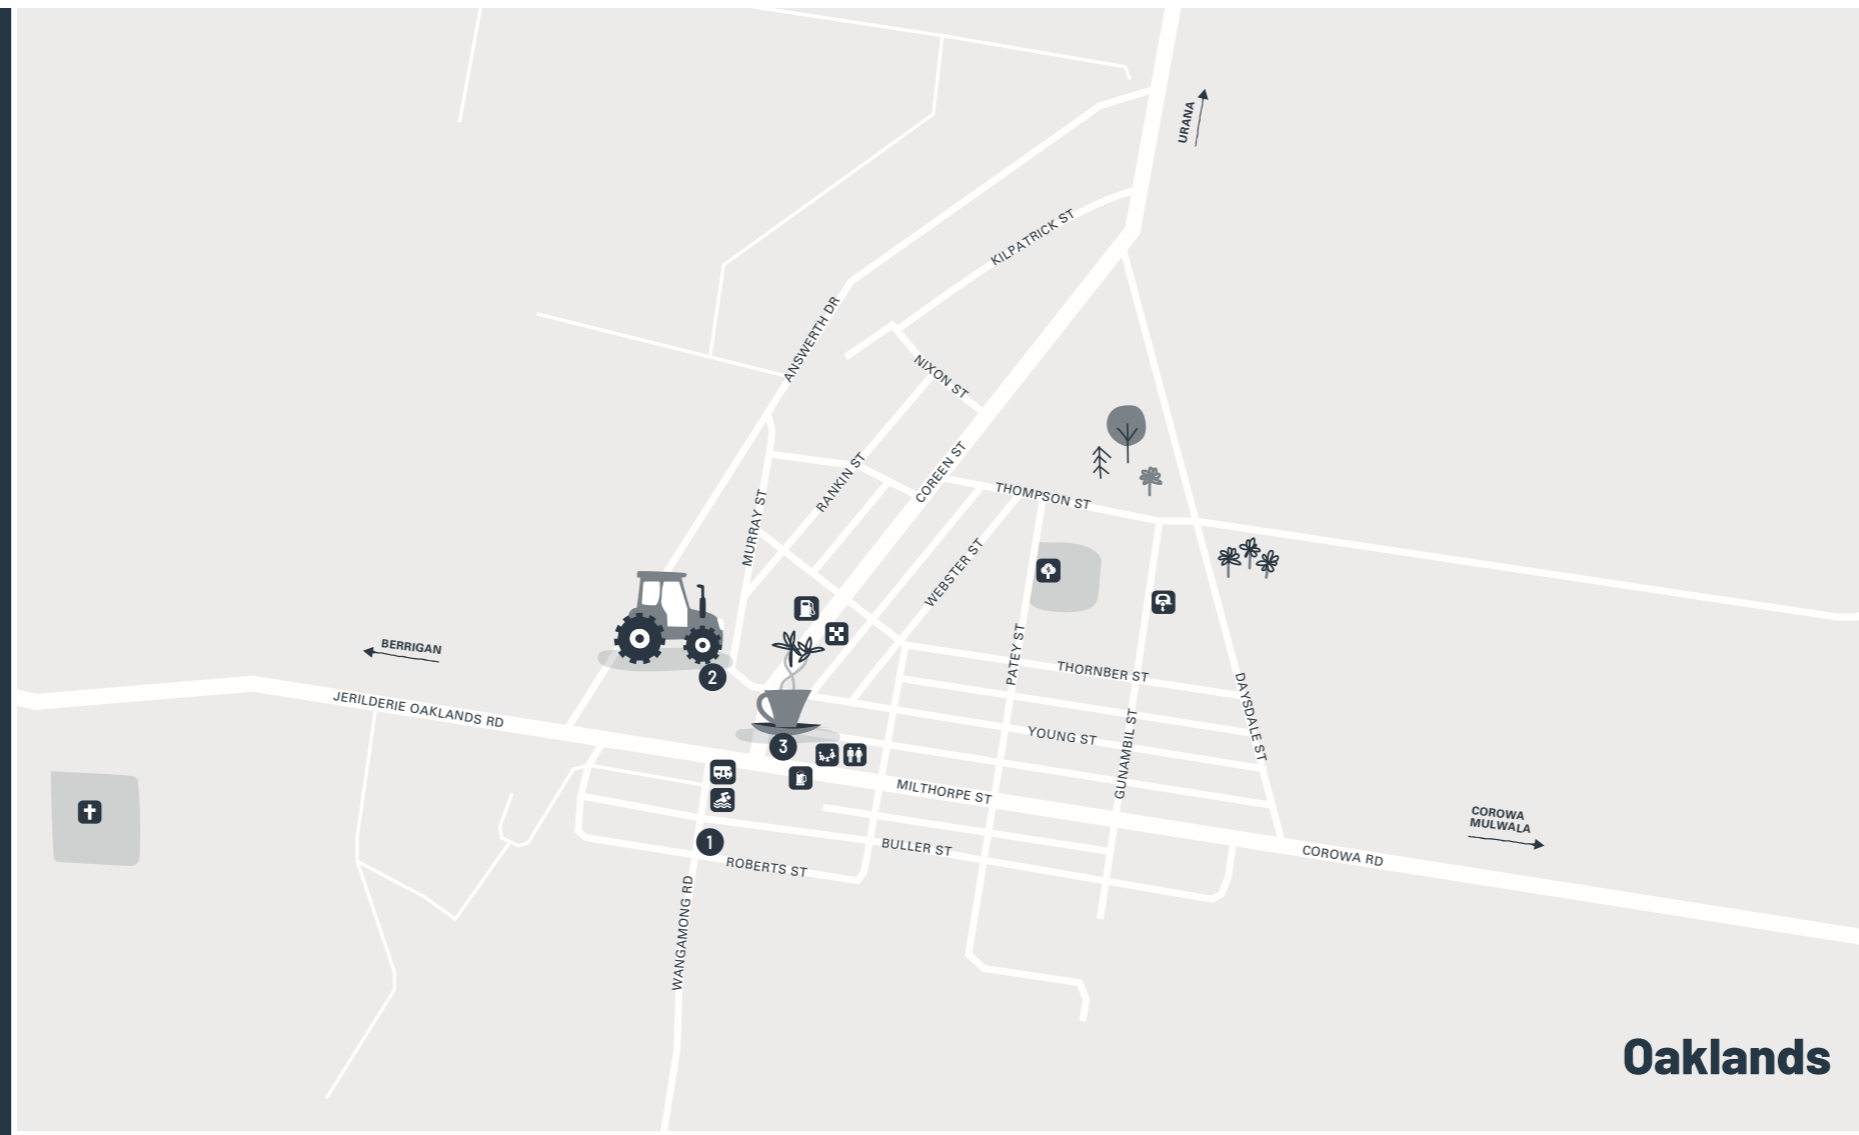 URANA
KILPATRICK ST
ANSWERTH DR
NIXON ST
RANKIN ST
COREEN ST
THOMPSON ST
MURRAY ST
WEBSTER ST
PATEY ST
BERRIGAN
THORNBER ST
JERILDERIE OAKLANDS RD
2
DAYSDALE ST
YOUNG ST
GUNAMBIL ST
3
MILTHORPE ST
COROWA
MULWALA
1
BULLER ST
COROWA RD
ROBERTS ST
WANGAMONG RD
Oaklands